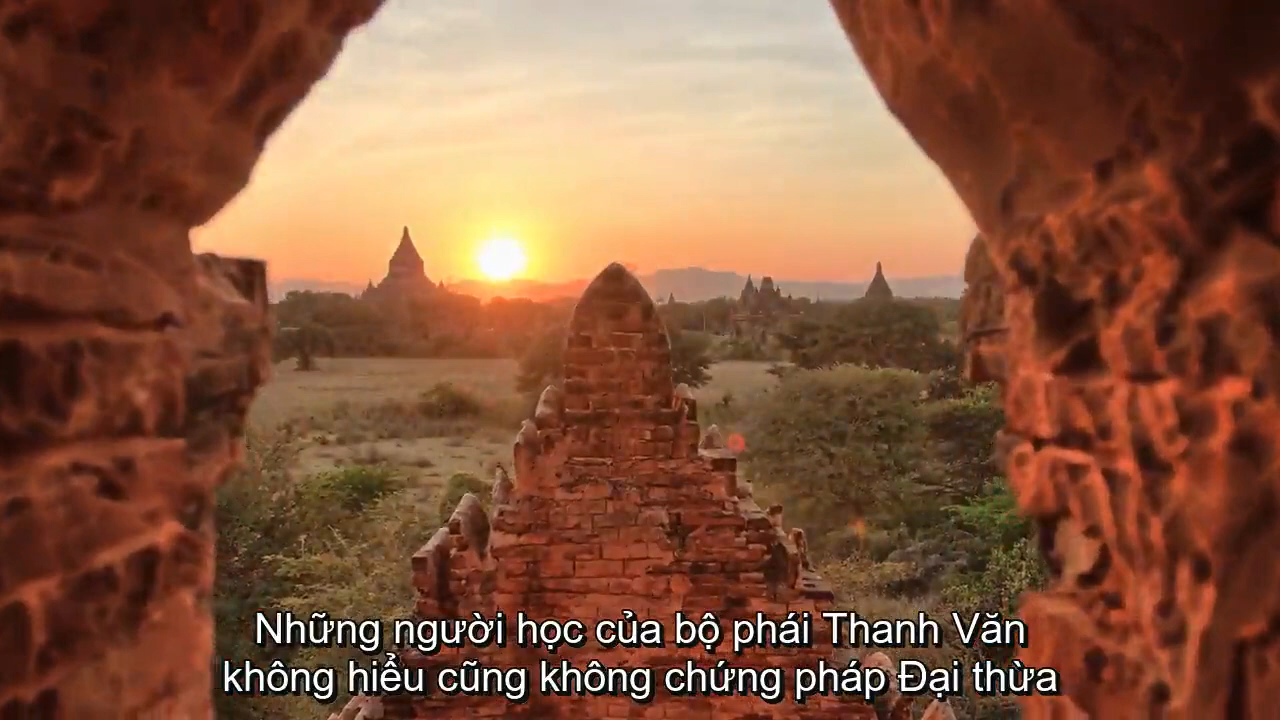 Những người học của bộ phái Thanh Văn
không hiểu cũng không chứng pháp Đại thừa